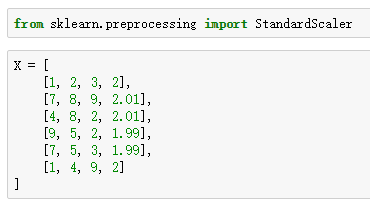 from sklearn.preprocessing import StandardScaler
X = [
    [1, 2, 3, 2],
    [7, 8, 9, 2.01],
    [4, 8, 2, 2.01],
    [9, 5, 2, 1.99],
    [7, 5, 3, 1.99],
    [1, 4, 9, 2]
]